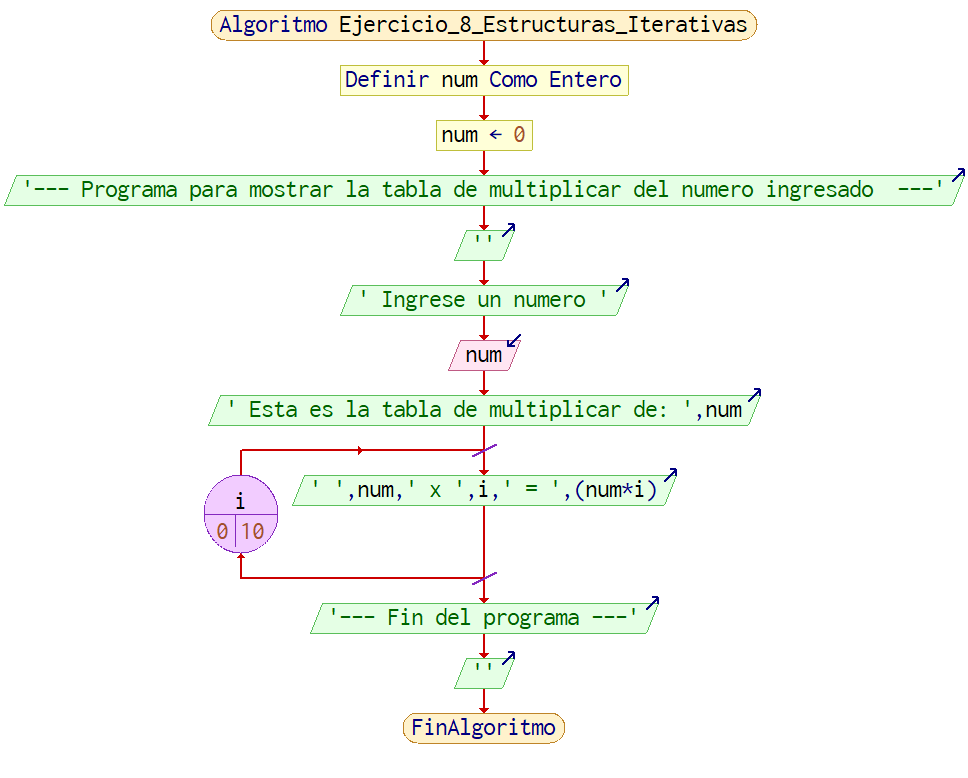 Algoritmo Ejercicio_8_Estructuras_Iterativas
Definir num Como Entero
num ← 0
'--- Programa para mostrar la tabla de multiplicar del numero ingresado  ---'
''
' Ingrese un numero '
num
' Esta es la tabla de multiplicar de: ',num
i
0 10
' ',num,' x ',i,' = ',(num*i)
'--- Fin del programa ---'
''
FinAlgoritmo